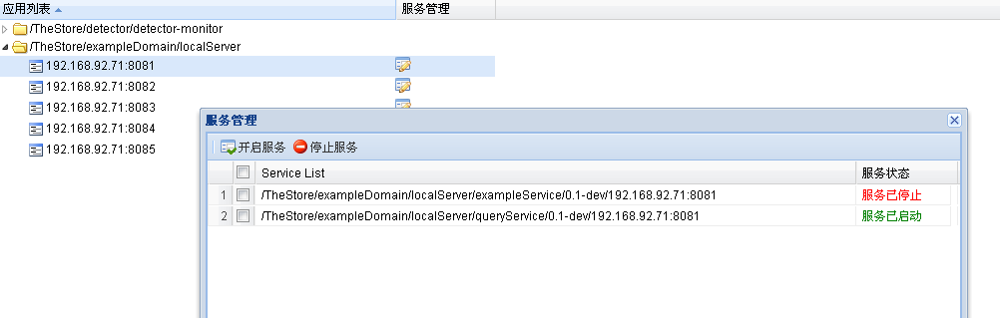 应用列表 服务管理
/TheStore/detector/detector-monitor
/TheStore/exampleDomain/localServer
192.168.92.71:8081
192.168.92.71:8082
192.168.92.71:8083
192.168.92.71:8084
192.168.92.71:8085
服务管理
开启服务 停止服务
Service List 服务状态
1 /TheStore/exampleDomain/localServer/exampleService/0.1-dev/192.168.92.71:8081 服务已停止
2 /TheStore/exampleDomain/localServer/queryService/0.1-dev/192.168.92.71:8081 服务已启动